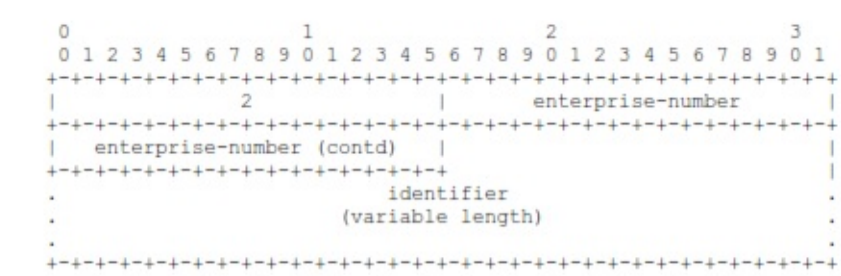 0                   1                   2                   3
0 1 2 3 4 5 6 7 8 9 0 1 2 3 4 5 6 7 8 9 0 1 2 3 4 5 6 7 8 9 0 1
+-+-+-+-+-+-+-+-+-+-+-+-+-+-+-+-+-+-+-+-+-+-+-+-+-+-+-+-+-+-+-+-+
|               2               |       enterprise-number       |
+-+-+-+-+-+-+-+-+-+-+-+-+-+-+-+-+-+-+-+-+-+-+-+-+-+-+-+-+-+-+-+-+
|   enterprise-number (contd)   |                               |
+-+-+-+-+-+-+-+-+-+-+-+-+-+-+-+-+                               |
.                           identifier                          .
.                       (variable length)                       .
.                                                               .
+-+-+-+-+-+-+-+-+-+-+-+-+-+-+-+-+-+-+-+-+-+-+-+-+-+-+-+-+-+-+-+-+